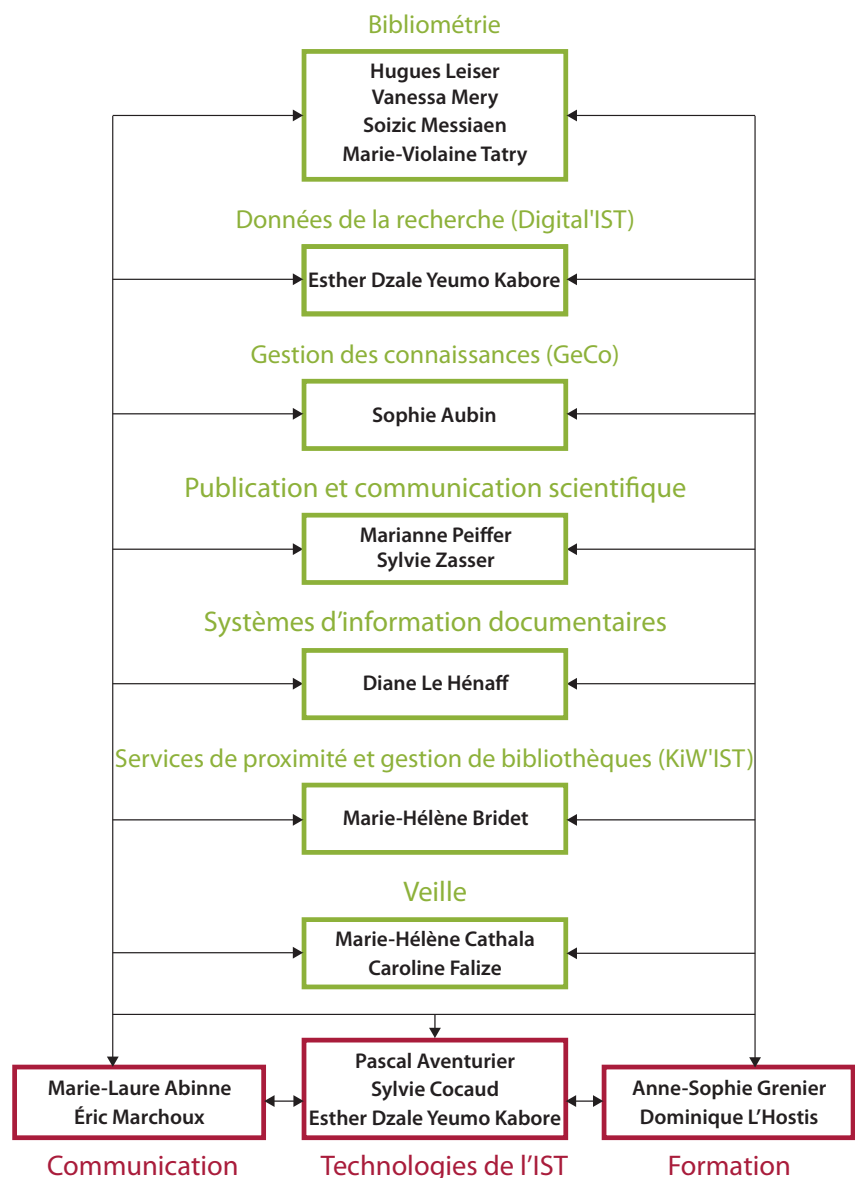 Bibliométrie
Hugues Leiser
Vanessa Mery
Soizic Messiaen
Marie-Violaine Tatry
Données de la recherche (Digital'IST)
Esther Dzale Yeumo Kabore
Gestion des connaissances (GeCo)
Sophie Aubin
Publication et communication scientifique
Marianne Peiffer
Sylvie Zasser
Systèmes d’information documentaires
Diane Le Hénaff
Services de proximité et gestion de bibliothèques (KiW'IST)
Marie-Hélène Bridet
Veille
Marie-Hélène Cathala
Caroline Falize
Marie-Laure Abinne
Éric Marchoux
Communication
Pascal Aventurier
Sylvie Cocaud
Esther Dzale Yeumo Kabore
Technologies de l’IST
Anne-Sophie Grenier
Dominique L’Hostis
Formation